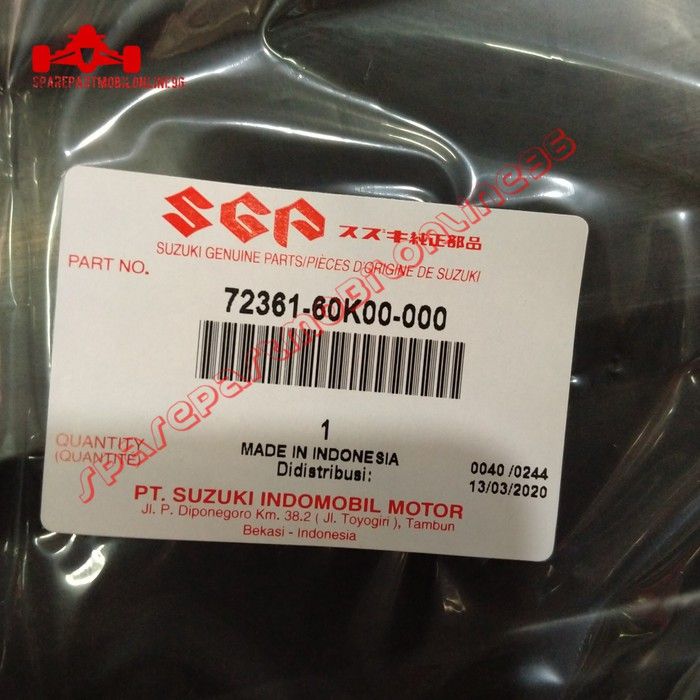 SPAREPARTMOBILONLINE96
SGP スズキ純正部品
SUZUKI GENUINE PARTS/PIÈCES D'ORIGINE DE SUZUKI
PART NO. 72361-60K00-000
QUANTITY 1
(QUANTITE) MADE IN INDONESIA
Didistribusi:
0040 /0244
13/03/2020
PT. SUZUKI INDOMOBIL MOTOR
Jl. P. Diponegoro Km. 38.2 ( Jl. Toyogiri ), Tambun
Bekasi - Indonesia
sparepartmobilonline96